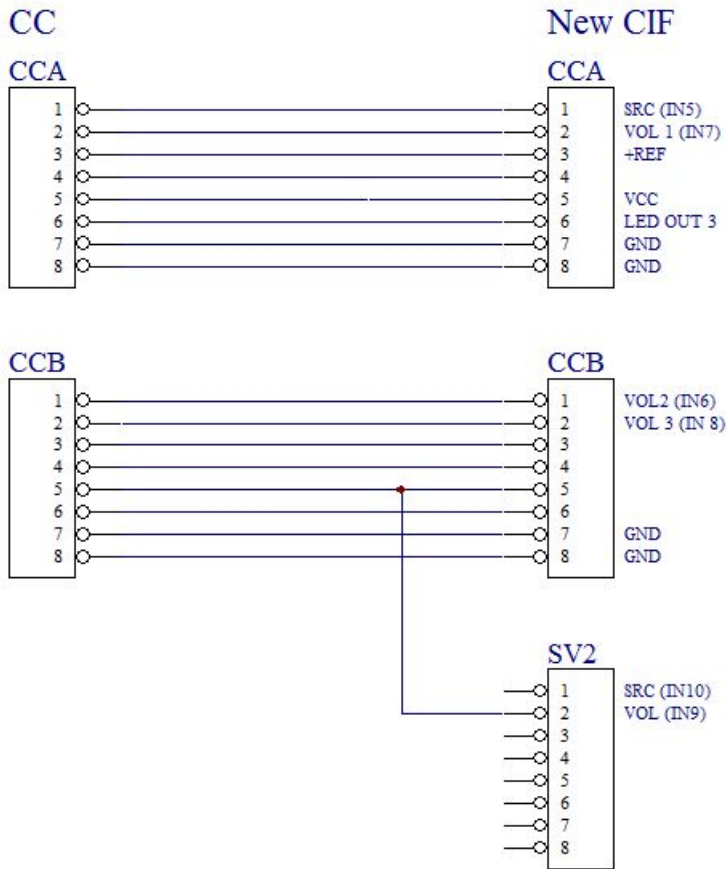 CC New CIF
CCA CCA
1 1 SRC (IN5)
2 2 VOL 1 (IN7)
3 3 +REF
4 4
5 5 VCC
6 6 LED OUT 3
7 7 GND
8 8 GND
CCB CCB
1 1 VOL2 (IN6)
2 2 VOL 3 (IN 8)
3 3
4 4
5 5
6 6
7 7 GND
8 8 GND
SV2
1 SRC (IN10)
2 VOL (IN9)
3
4
5
6
7
8